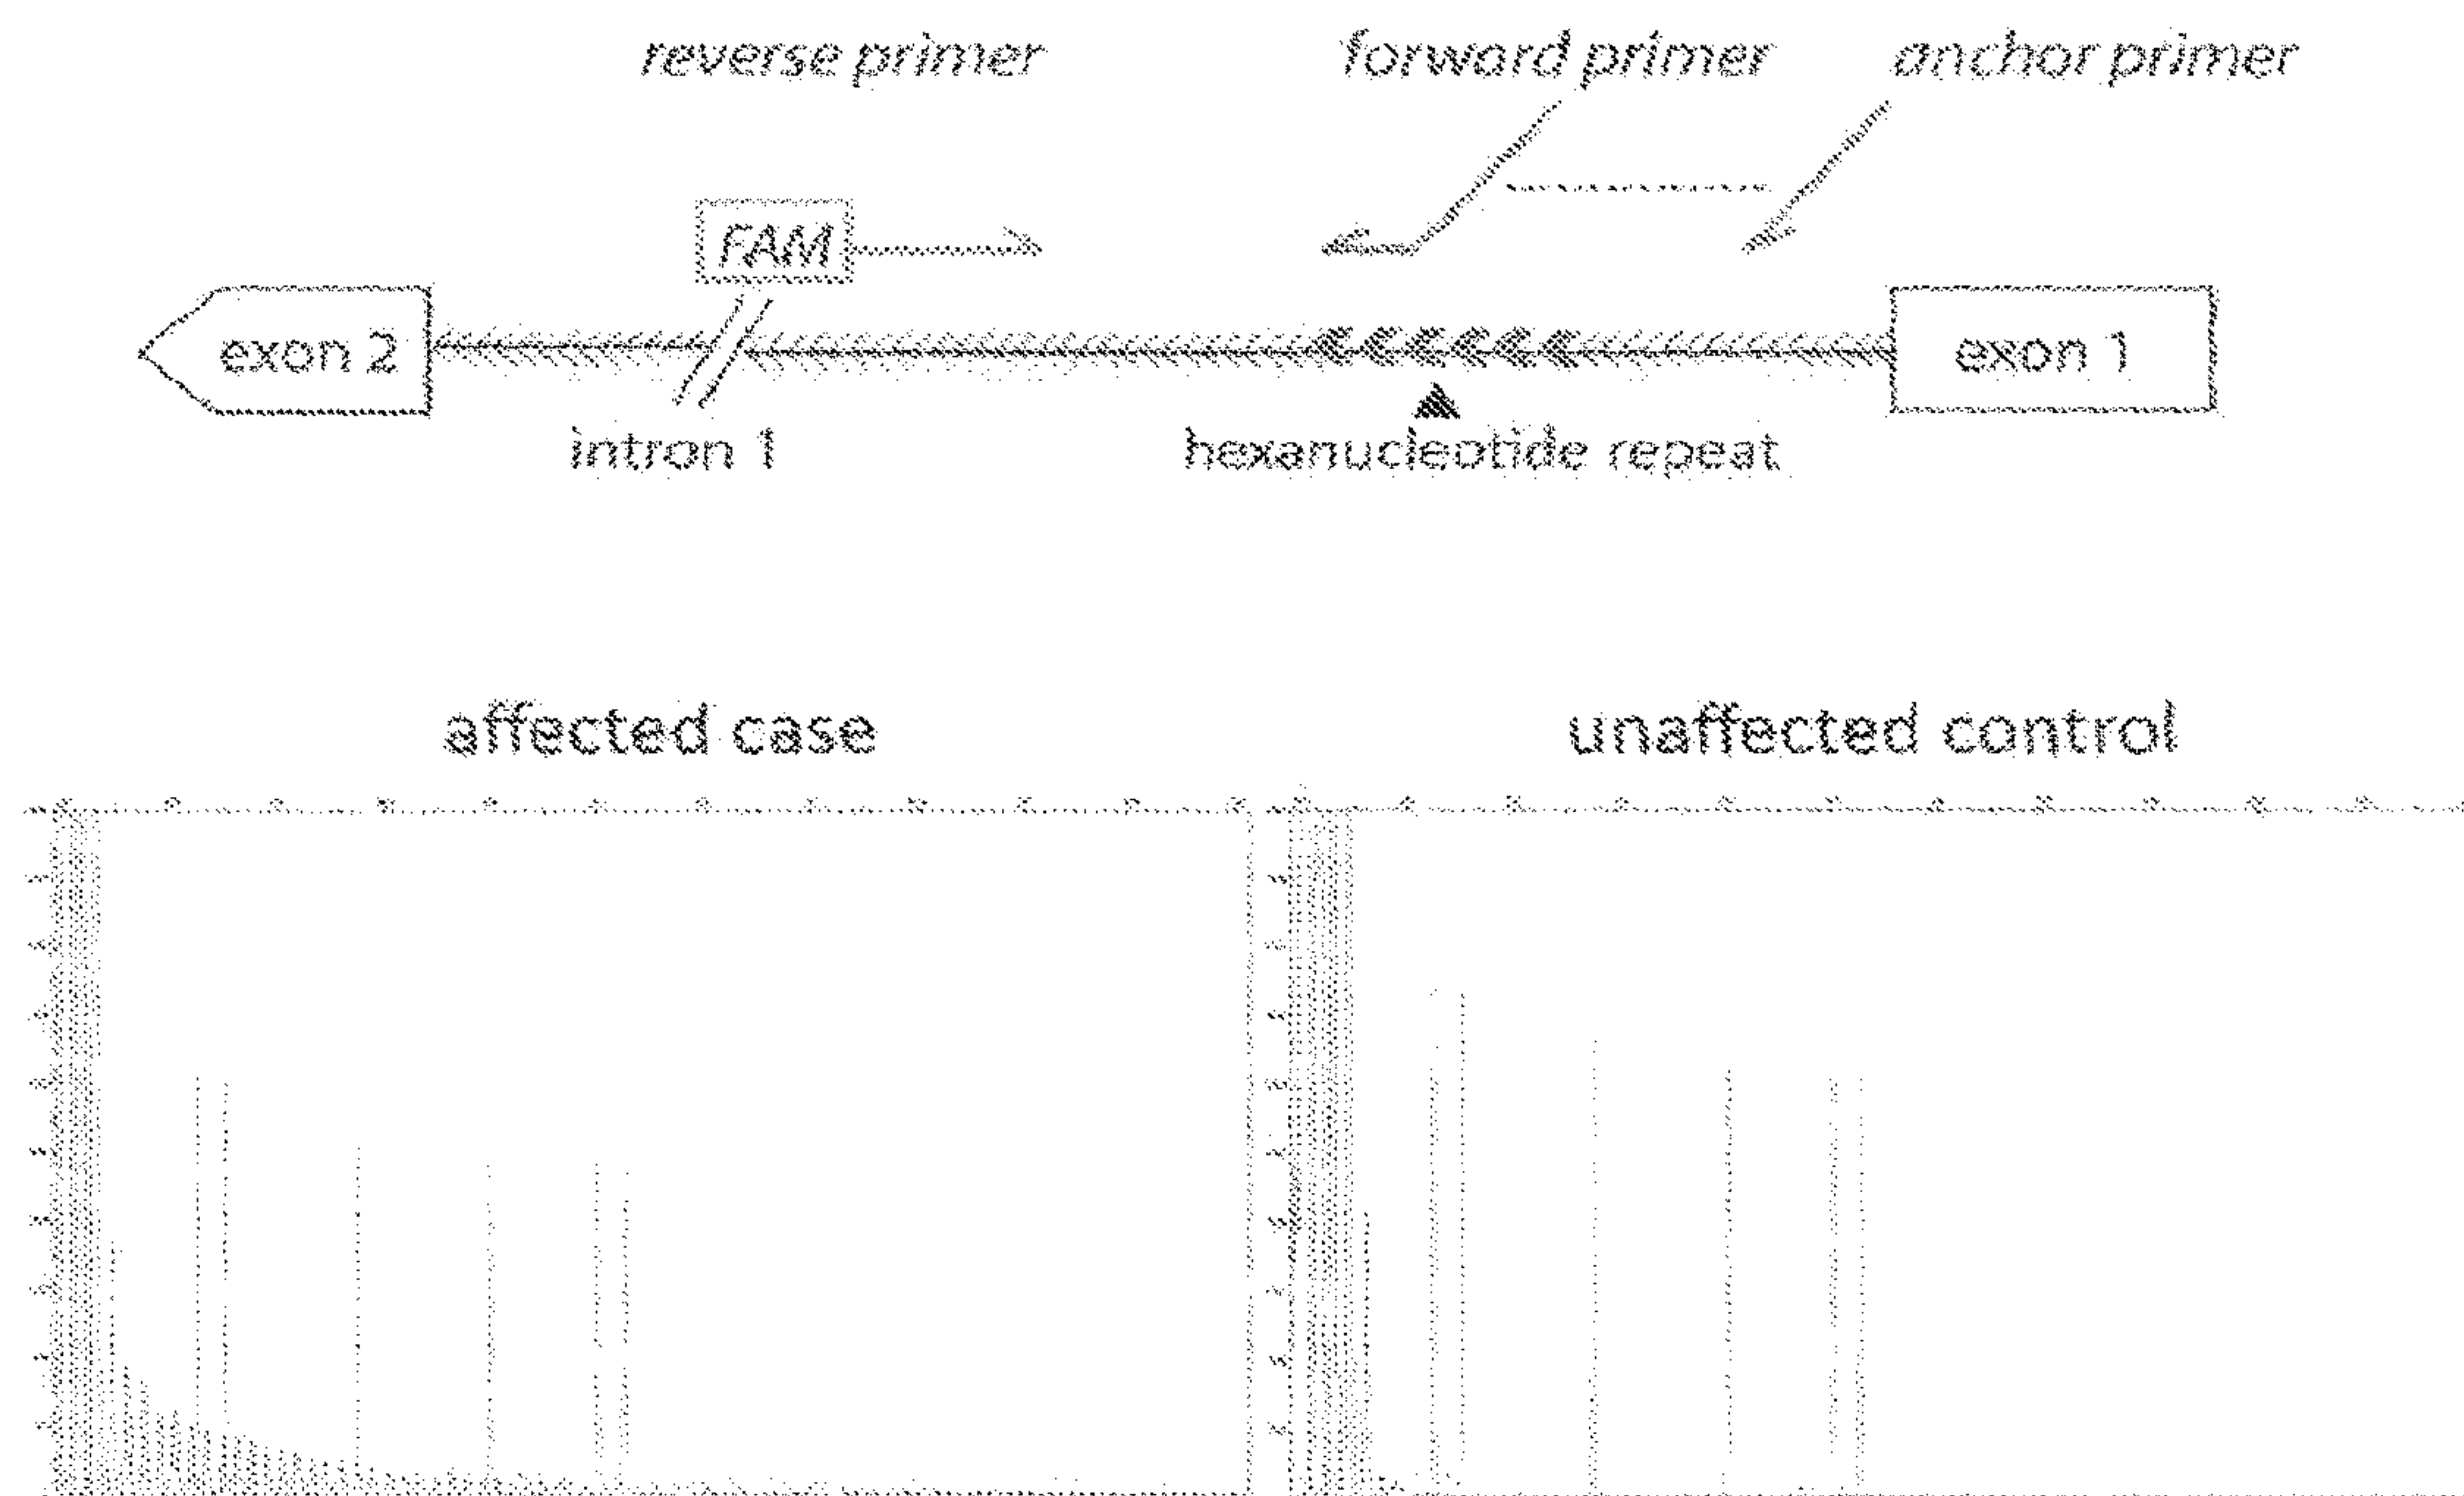 reverse primer forward primer anchor primer
FAM
exon 2 exon 1
intron 1 hexanucleotide repeat
affected case unaffected control